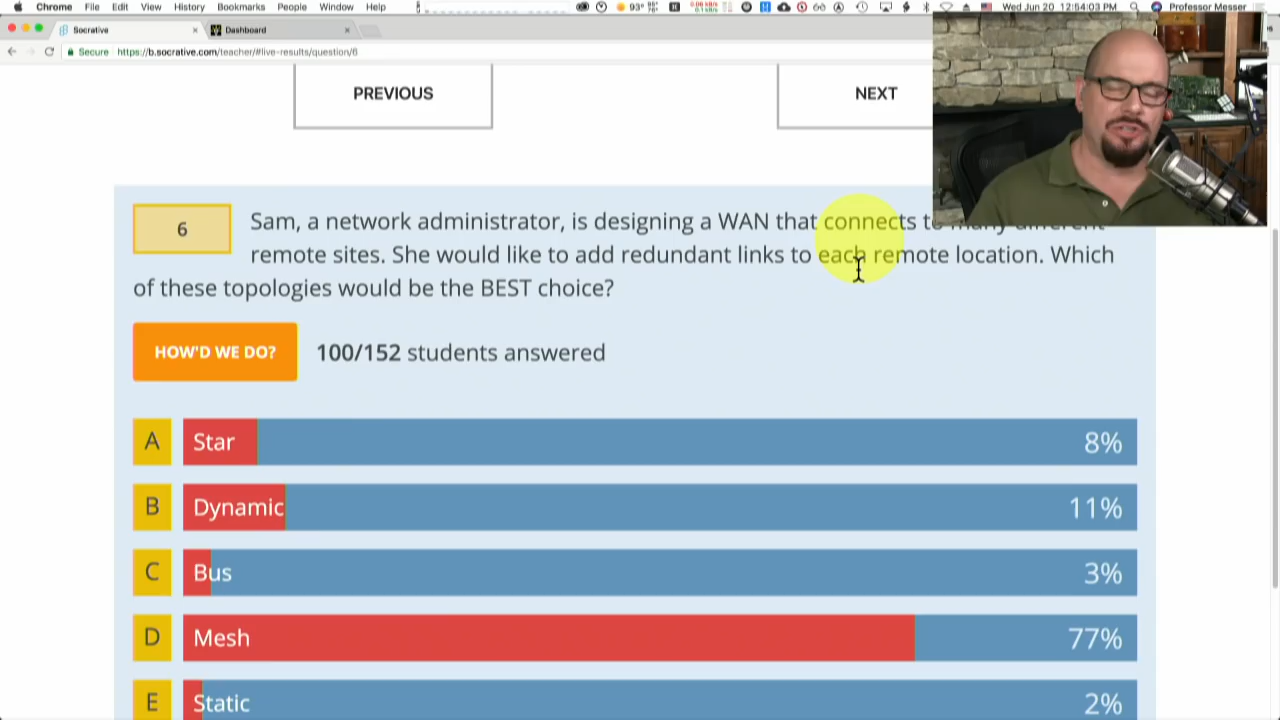 Chrome File Edit View History Bookmarks People Window Help 93° Wed Jun 20 12:54:03 PM Professor Messer
Socrative Dashboard
Secure https://b.socrative.com/teacher/#live-results/question/6
PREVIOUS NEXT
6 Sam, a network administrator, is designing a WAN that connects to many different
remote sites. She would like to add redundant links to each remote location. Which
of these topologies would be the BEST choice?
HOW'D WE DO? 100/152 students answered
A Star 8%
B Dynamic 11%
C Bus 3%
D Mesh 77%
E Static 2%